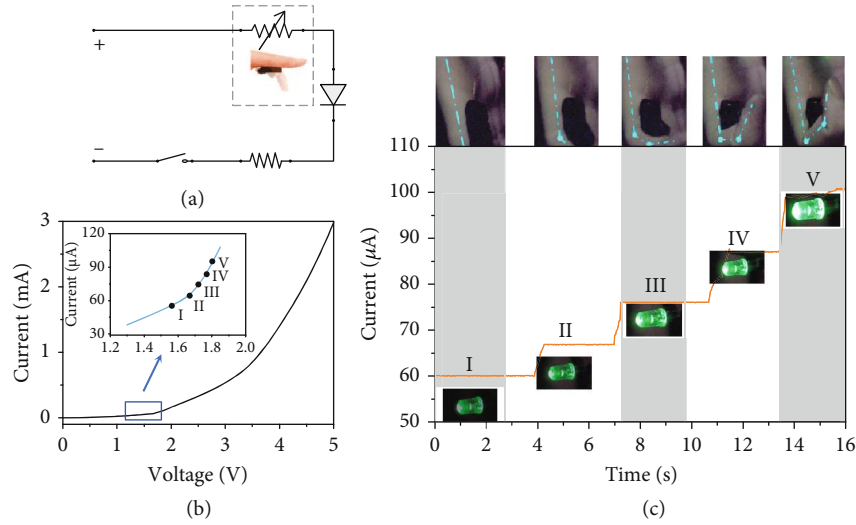 +
−
(a)
Current (mA)
3
2
1
0
0
1
2
3
4
5
Voltage (V)
Current (μA)
120
90
60
30
1.2
1.4
1.6
1.8
2.0
I
II
III
IV
V
(b)
Current (μA)
110
100
90
80
70
60
50
0
2
4
6
8
10
12
14
16
Time (s)
I
II
III
IV
V
(c)